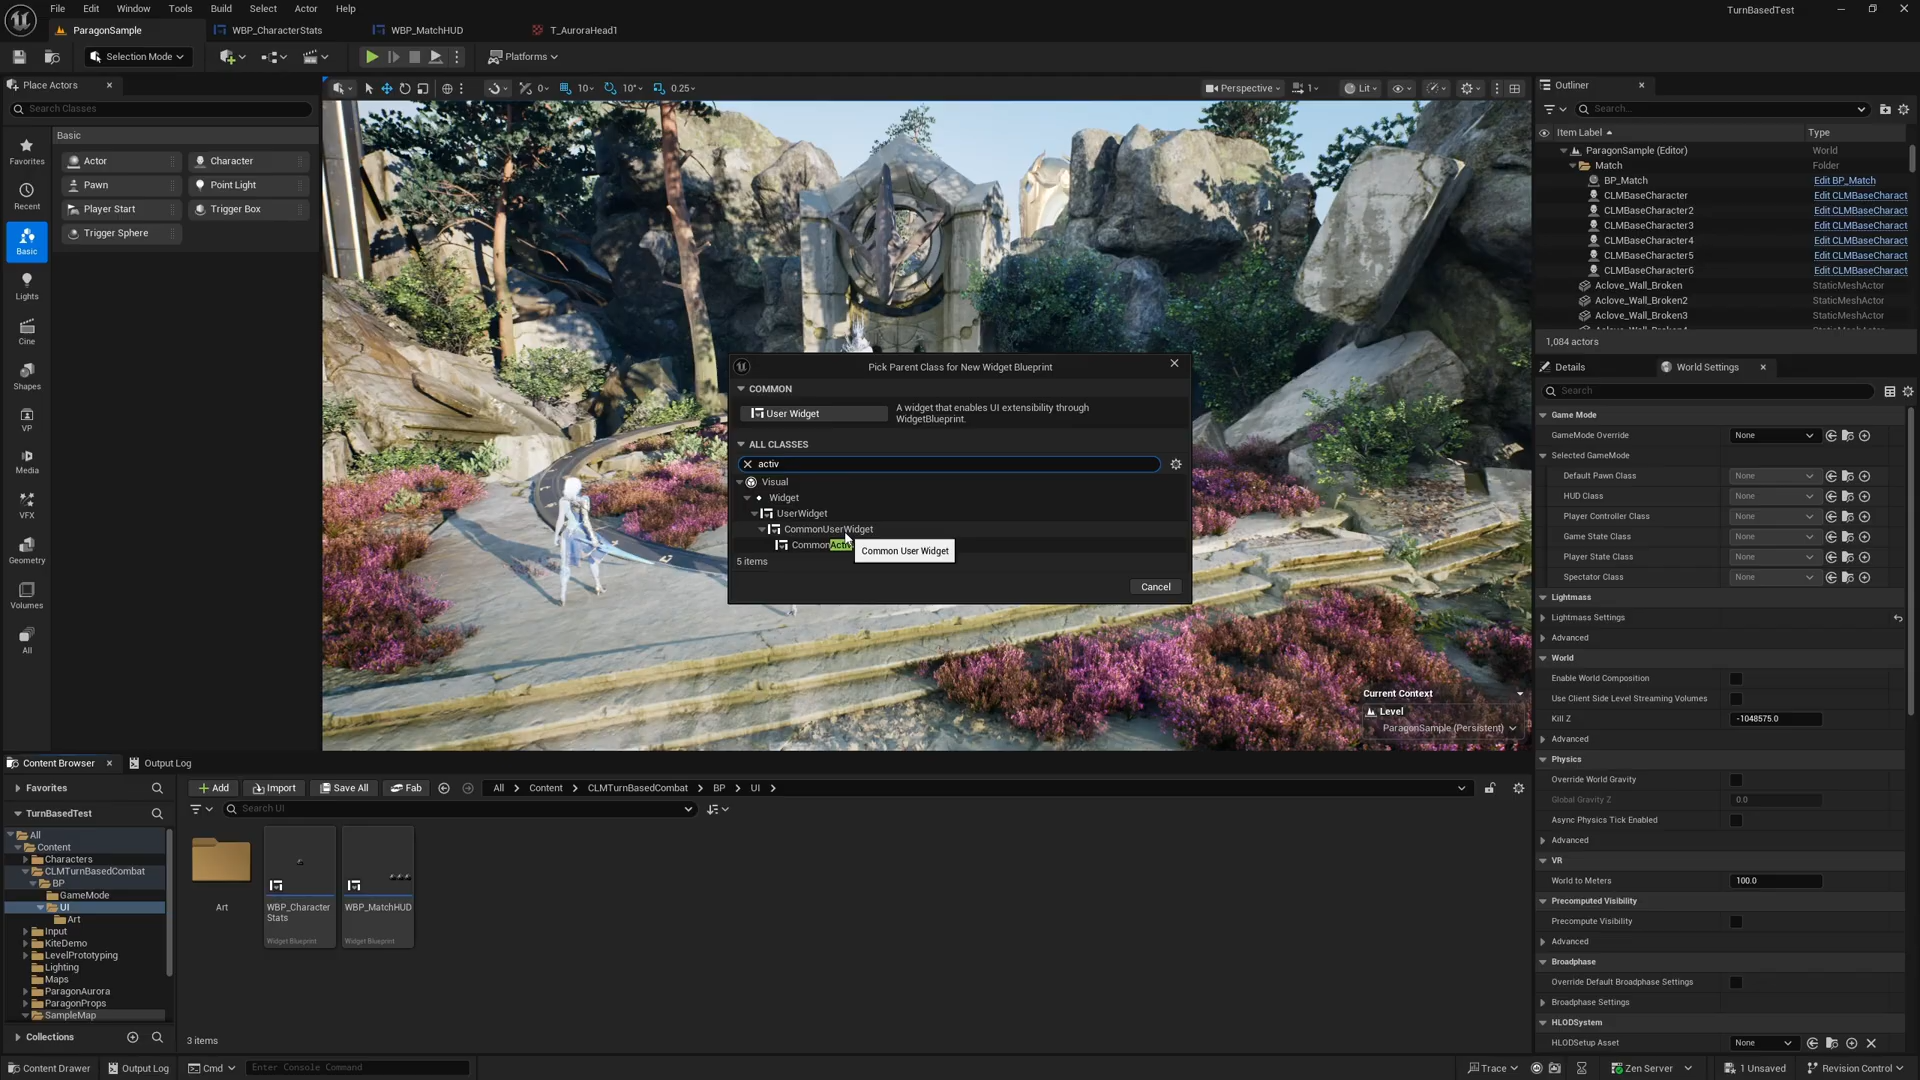 File Edit Window Tools Build Select Actor Help
TurnBasedTest
ParagonSample
WBP_CharacterStats
WBP_MatchHUD
T_AuroraHead1
Selection Mode
Platforms
Place Actors
Search Classes
Favorites
Recent
Basic
Lights
Cine
Shapes
VP
Media
VFX
Geometry
Volumes
All
Basic
Actor
Character
Pawn
Point Light
Player Start
Trigger Box
Trigger Sphere
0
10
10°
0.25
Perspective
1
Lit
Pick Parent Class for New Widget Blueprint
COMMON
User Widget
A widget that enables UI extensibility through
WidgetBlueprint.
ALL CLASSES
activ
Visual
Widget
UserWidget
CommonUserWidget
Common User Widget
5 items
Cancel
Current Context
Level
ParagonSample (Persistent)
Outliner
Search...
Item Label
Type
ParagonSample (Editor) World
Match Folder
BP_Match Edit BP_Match
CLMBaseCharacter Edit CLMBaseCharact
CLMBaseCharacter2 Edit CLMBaseCharact
CLMBaseCharacter3 Edit CLMBaseCharact
CLMBaseCharacter4 Edit CLMBaseCharact
CLMBaseCharacter5 Edit CLMBaseCharact
CLMBaseCharacter6 Edit CLMBaseCharact
Aclove_Wall_Broken StaticMeshActor
Aclove_Wall_Broken2 StaticMeshActor
Aclove_Wall_Broken3 StaticMeshActor
1,084 actors
Details
World Settings
Search
Game Mode
GameMode Override None
Selected GameMode
Default Pawn Class None
HUD Class None
Player Controller Class None
Game State Class None
Player State Class None
Spectator Class None
Lightmass
Lightmass Settings
Advanced
World
Enable World Composition
Use Client Side Level Streaming Volumes
Kill Z -1048575.0
Advanced
Physics
Override World Gravity
Global Gravity Z 0.0
Async Physics Tick Enabled
Advanced
VR
World to Meters 100.0
Precomputed Visibility
Precompute Visibility
Advanced
Broadphase
Override Default Broadphase Settings
Broadphase Settings
HLODSystem
HLODSetup Asset None
Content Browser
Output Log
Favorites
TurnBasedTest
All
Content
Characters
CLMTurnBasedCombat
BP
GameMode
UI
Art
Input
KiteDemo
LevelPrototyping
Lighting
Maps
ParagonAurora
ParagonProps
SampleMap
Collections
Add
Import
Save All
Fab
All > Content > CLMTurnBasedCombat > BP > UI >
Search UI
Art
WBP_Character
Stats
Widget Blueprint
WBP_MatchHUD
Widget Blueprint
3 items
Content Drawer
Output Log
Cmd
Enter Console Command
Trace
Zen Server
1 Unsaved
Revision Control